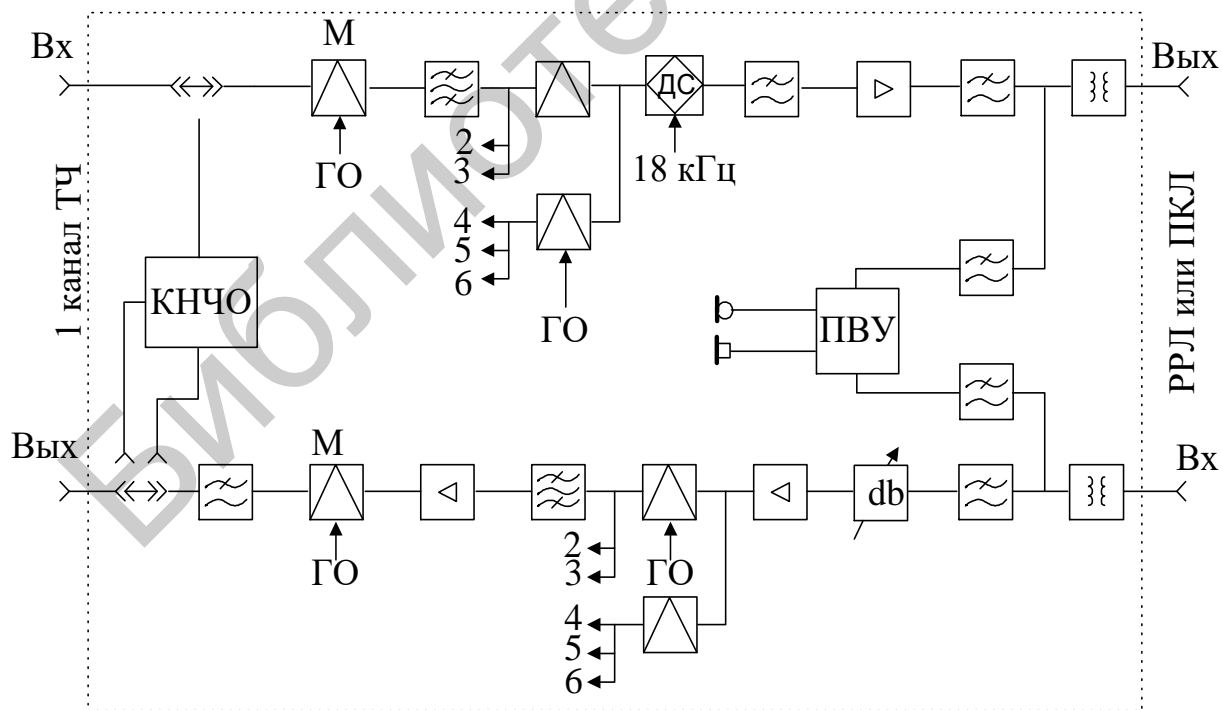 Вх
М
ДС
Вых
ГО
2
3
18 кГц
4
5
6
ГО
1 канал ТЧ
КНЧО
ПВУ
РРЛ или ПКЛ
Вых
М
db
Вх
ГО
2
3
ГО
4
5
6
Библиоте